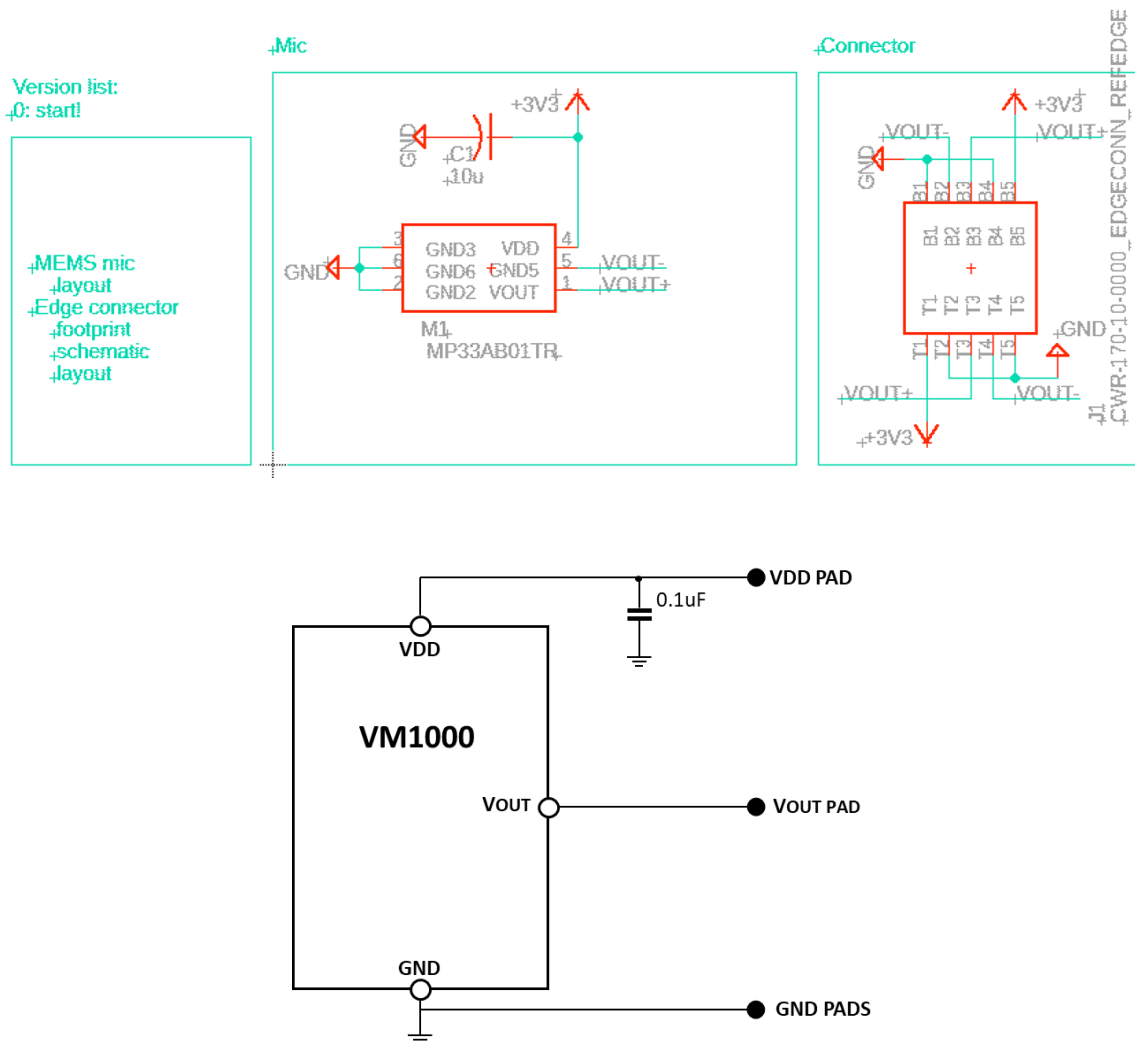 Mic
Connector
Version list:
0: start!
MEMS mic
layout
Edge connector
footprint
schematic
layout
+3V3
GND
C1
10u
3
GND3
VDD
4
GND
6
GND6
GND5
5
VOUT-
2
GND2
VOUT
1
VOUT+
M1
MP33AB01TR
+3V3
VOUT-
VOUT+
GND
B1
B2
B3
B4
B5
B1
B2
B3
B4
B5
T1
T2
T3
T4
T5
T1
T2
T3
T4
T5
GND
VOUT+
VOUT-
+3V3
J1
CWR-170-10-0000_EDGECONN_REFEDGE
VDD PAD
0.1uF
VDD
VM1000
VOUT
VOUT PAD
GND
GND PADS